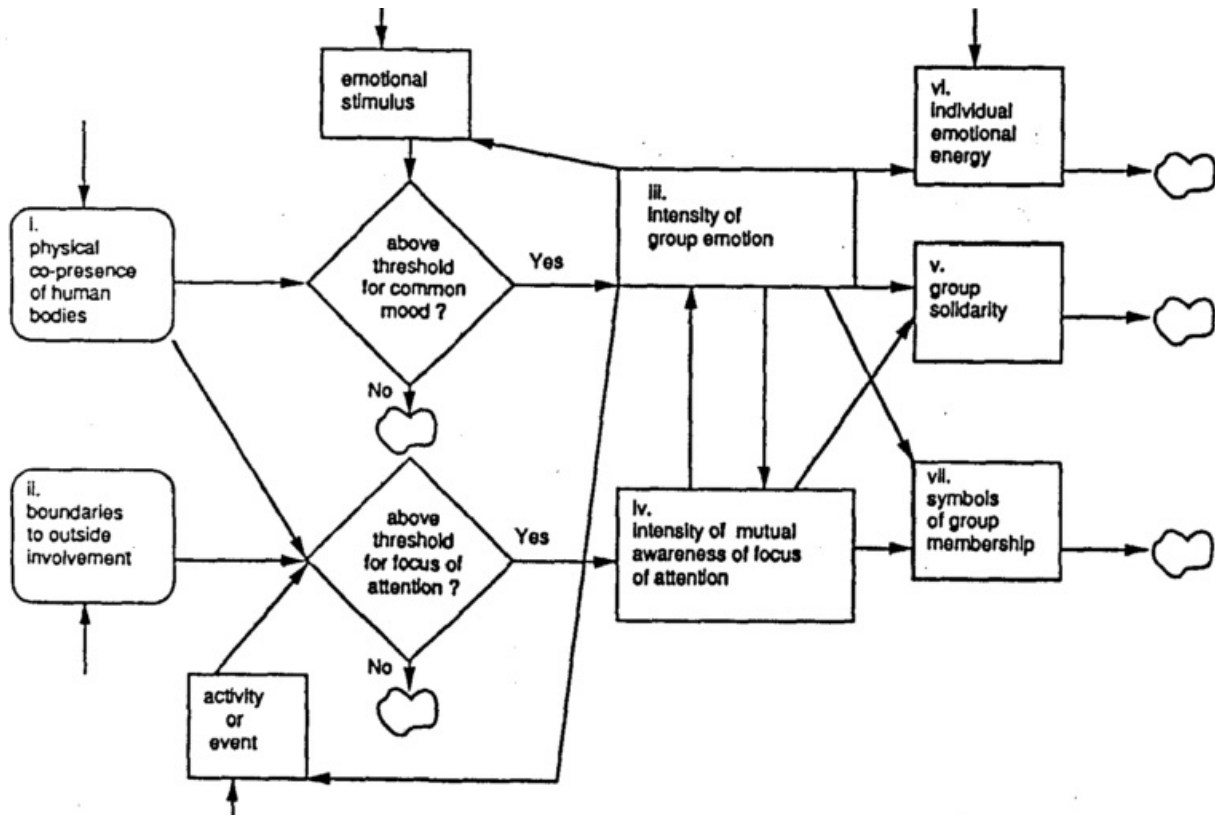 emotional
stimulus
vi.
individual
emotional
energy
i.
physical
co-presence
of human
bodies
above
threshold
for common
mood ?
Yes
No
iii.
intensity of
group emotion
v.
group
solidarity
ii.
boundaries
to outside
involvement
above
threshold
for focus of
attention ?
Yes
No
iv.
intensity of mutual
awareness of focus
of attention
vii.
symbols
of group
membership
activity
or
event